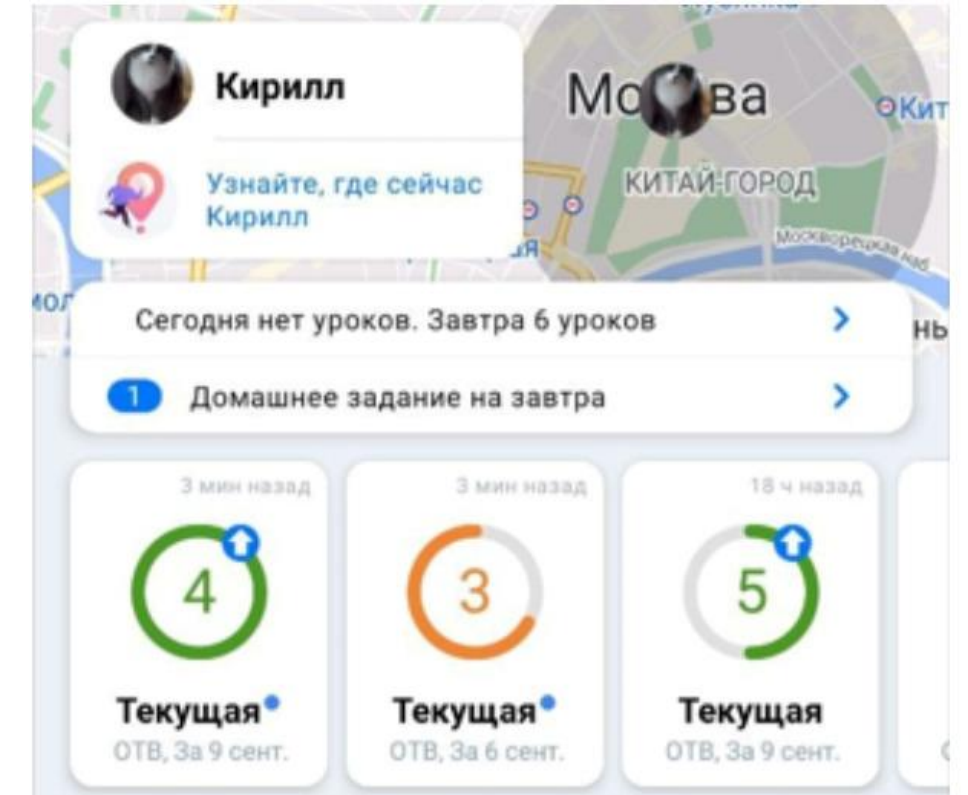 Кирилл
Узнайте, где сейчас
Кирилл
КИТАЙ-ГОРОД
Москворецкая наб
Сегодня нет уроков. Завтра 6 уроков
1 Домашнее задание на завтра
3 мин назад 3 мин назад 18 ч назад
4 3 5
Текущая Текущая Текущая
ОТВ, За 9 сент. ОТВ, За 6 сент. ОТВ, За 9 сент.